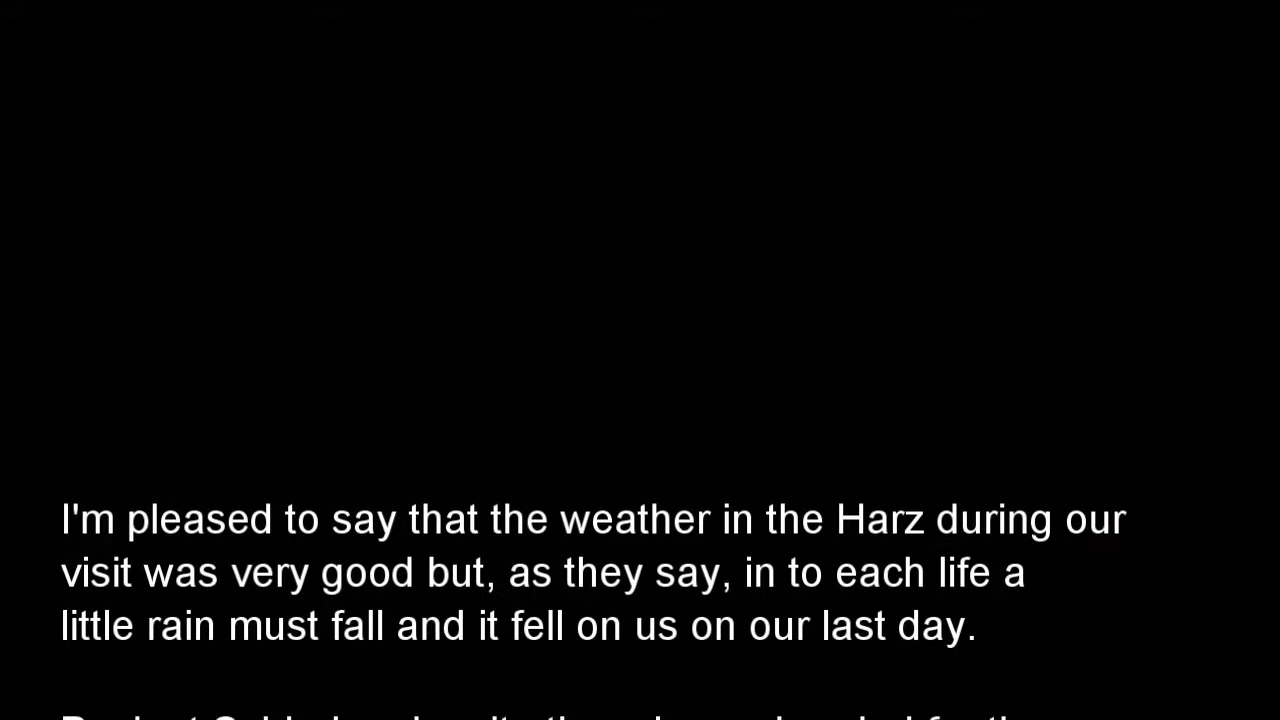 I'm pleased to say that the weather in the Harz during our
visit was very good but, as they say, in to each life a
little rain must fall and it fell on us on our last day.